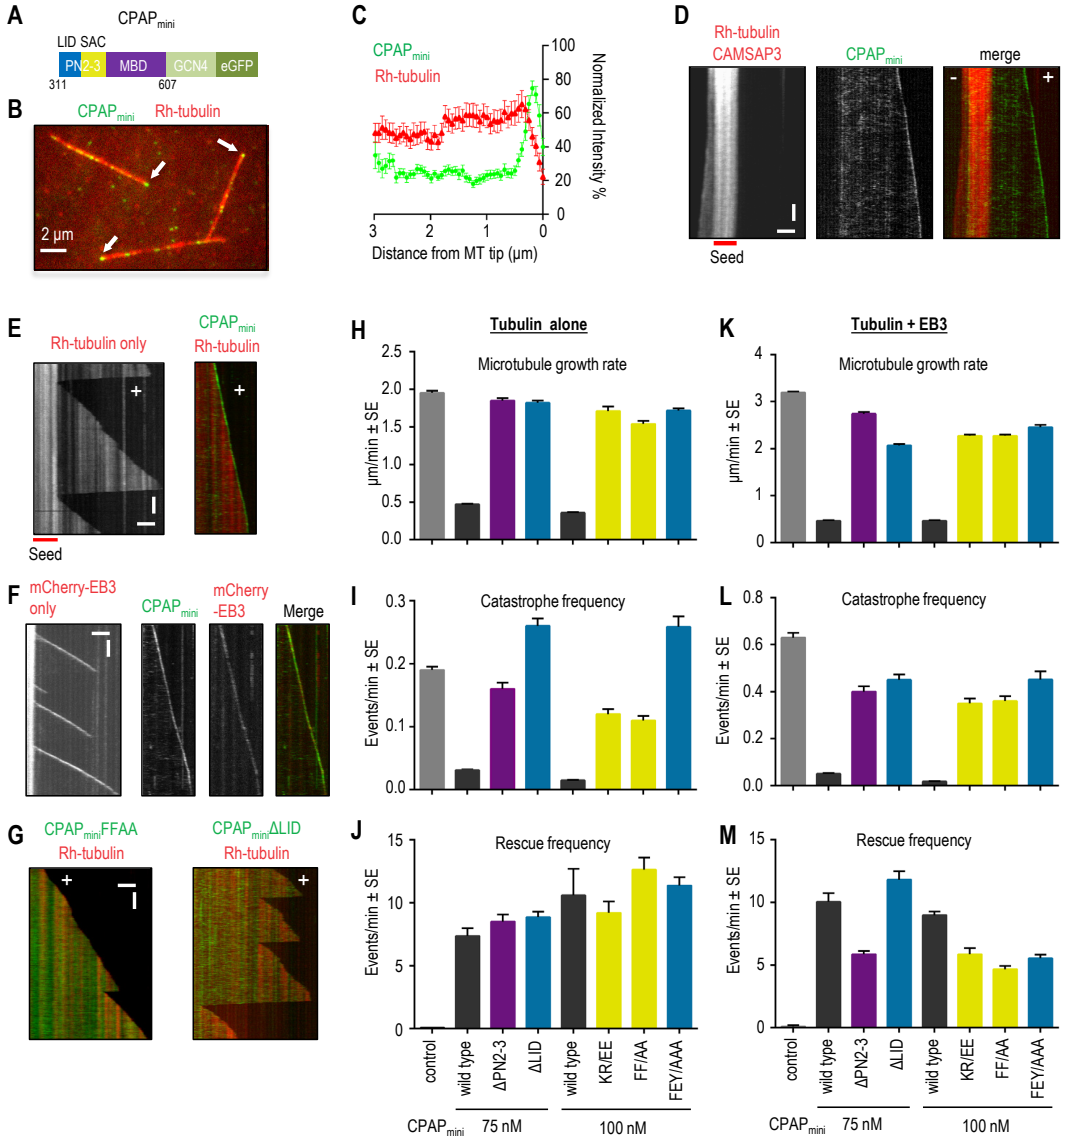 A
CPAPmini
LID SAC
PN2-3 MBD GCN4 eGFP
311 607
B
CPAPmini Rh-tubulin
2 µm
C
CPAPmini
Rh-tubulin
100
80
60
40
20
0
Normalized Intensity %
3 2 1 0
Distance from MT tip (µm)
D
Rh-tubulin
CAMSAP3
CPAPmini
merge
- +
Seed
E
Rh-tubulin only
+
Seed
CPAPmini
Rh-tubulin
+
F
mCherry-EB3
only
CPAPmini
mCherry
-EB3
Merge
G
CPAPminiFFAA
Rh-tubulin
+
CPAPminiΔLID
Rh-tubulin
+
H
Tubulin alone
Microtubule growth rate
µm/min ± SE
2.5
2.0
1.5
1.0
0.5
0.0
I
Catastrophe frequency
Events/min ± SE
0.3
0.2
0.1
0.0
J
Rescue frequency
Events/min ± SE
15
10
5
0
control
wild type
ΔPN2-3
ΔLID
wild type
KR/EE
FF/AA
FEY/AAA
CPAPmini 75 nM 100 nM
K
Tubulin + EB3
Microtubule growth rate
µm/min ± SE
4
3
2
1
0
L
Catastrophe frequency
Events/min ± SE
0.8
0.6
0.4
0.2
0.0
M
Rescue frequency
Events/min ± SE
15
10
5
0
control
wild type
ΔPN2-3
ΔLID
wild type
KR/EE
FF/AA
FEY/AAA
CPAPmini 75 nM 100 nM